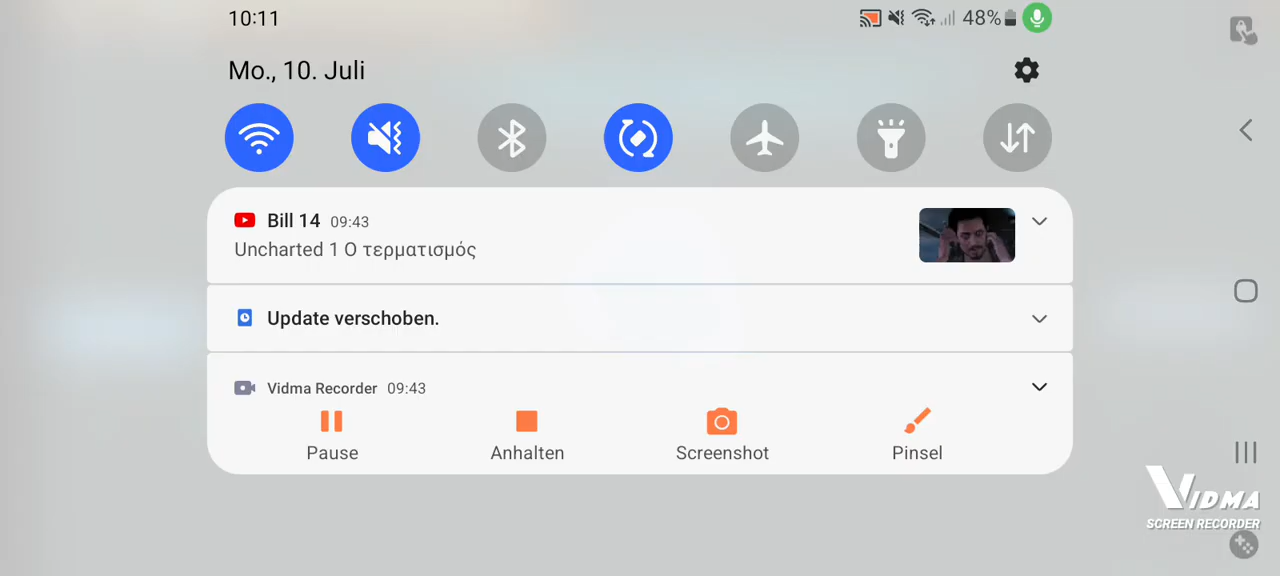 10:11
48%
Mo., 10. Juli
Bill 14 09:43
Uncharted 1 Ο τερματισμός
Update verschoben.
Vidma Recorder 09:43
Pause Anhalten Screenshot Pinsel
VIDMA
SCREEN RECORDER